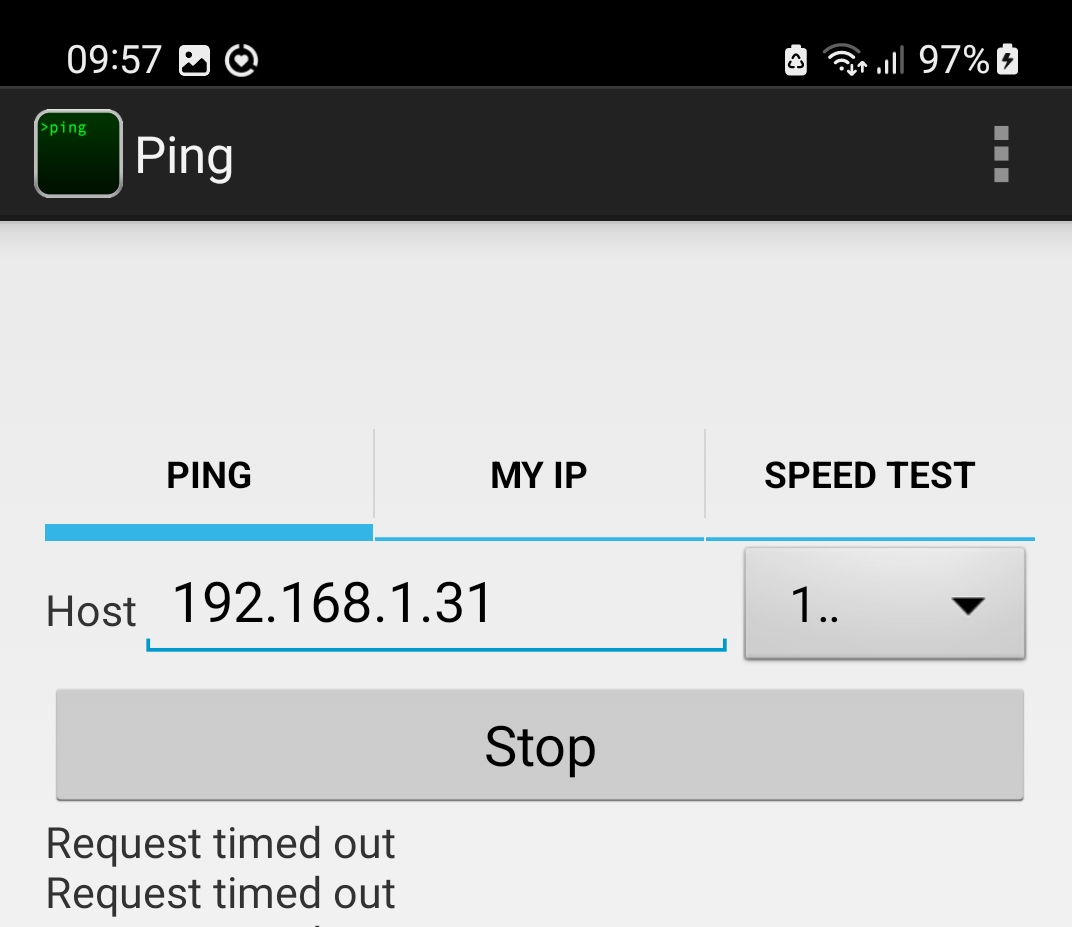 09:57 97%
>ping Ping
PING MY IP SPEED TEST
Host 192.168.1.31 1..
Stop
Request timed out
Request timed out